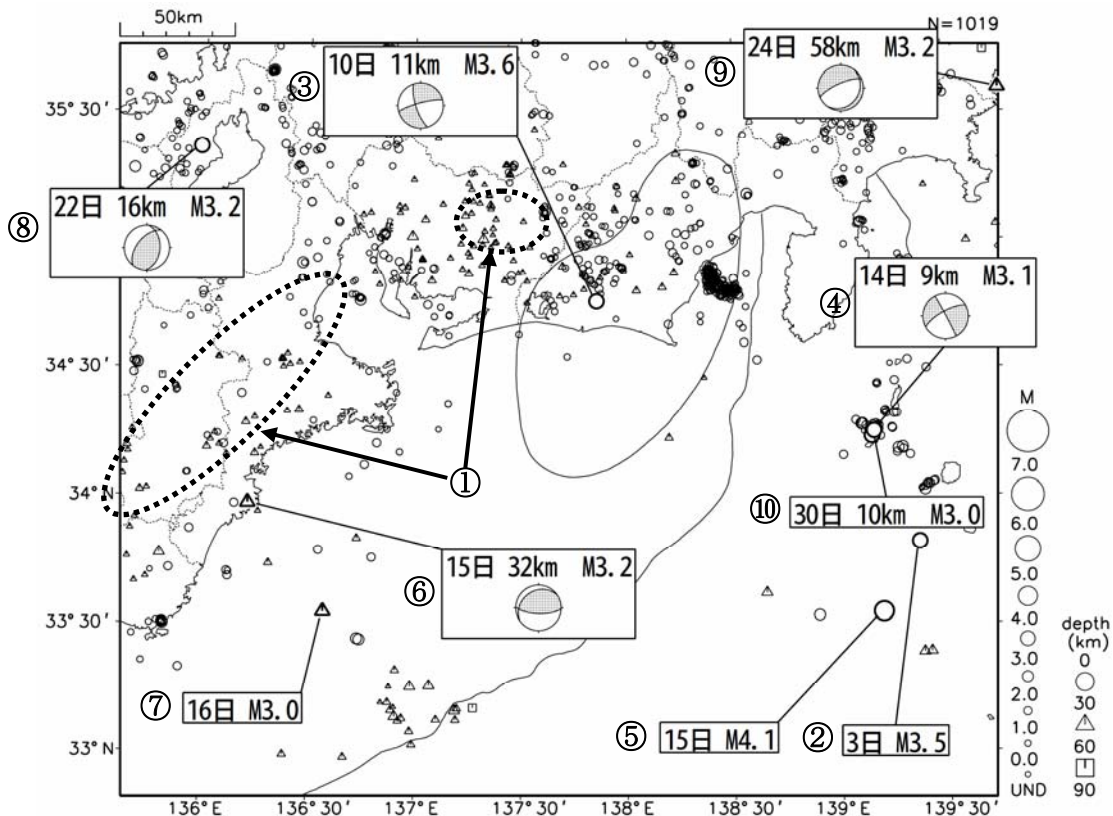 50km
N=1019
③
10日 11km M3.6
⑨
24日 58km M3.2
35°30′
⑧
22日 16km M3.2
④
14日 9km M3.1
34°30′
①
34°N
⑩
30日 10km M3.0
⑥
15日 32km M3.2
33°30′
⑦
16日 M3.0
⑤
15日 M4.1
②
3日 M3.5
33°N
136°E
136°30′
137°E
137°30′
138°E
138°30′
139°E
139°30′
M
7.0
6.0
5.0
4.0
3.0
2.0
1.0
0.0
UND
depth
(km)
0
30
60
90